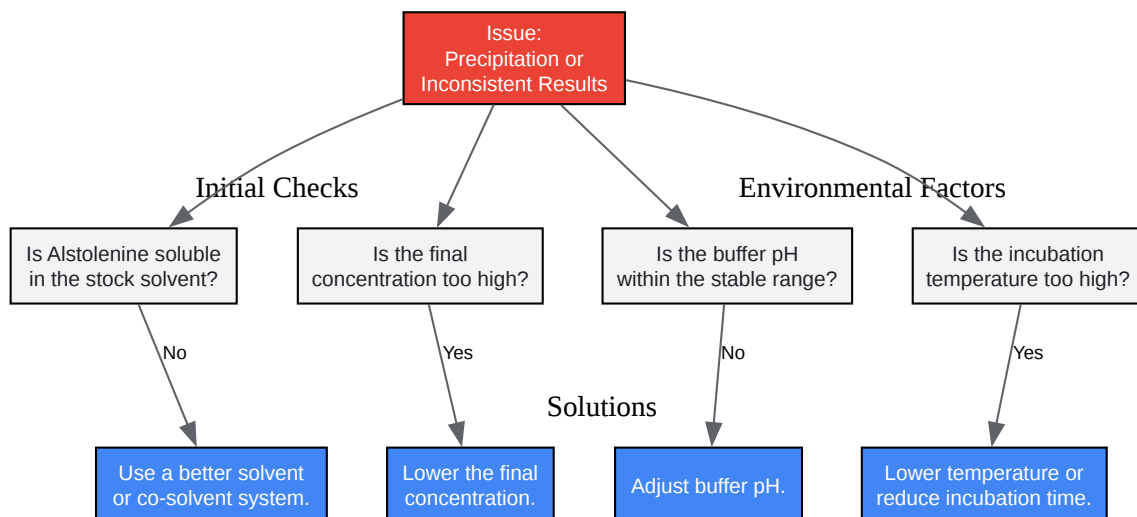 Issue:
Precipitation or
Inconsistent Results
Initial Checks
Environmental Factors
Is Alstolenine soluble
in the stock solvent?
Is the final
concentration too high?
Is the buffer pH
within the stable range?
Is the incubation
temperature too high?
No
Yes
No
Yes
Solutions
Use a better solvent
or co-solvent system.
Lower the final
concentration.
Adjust buffer pH.
Lower temperature or
reduce incubation time.